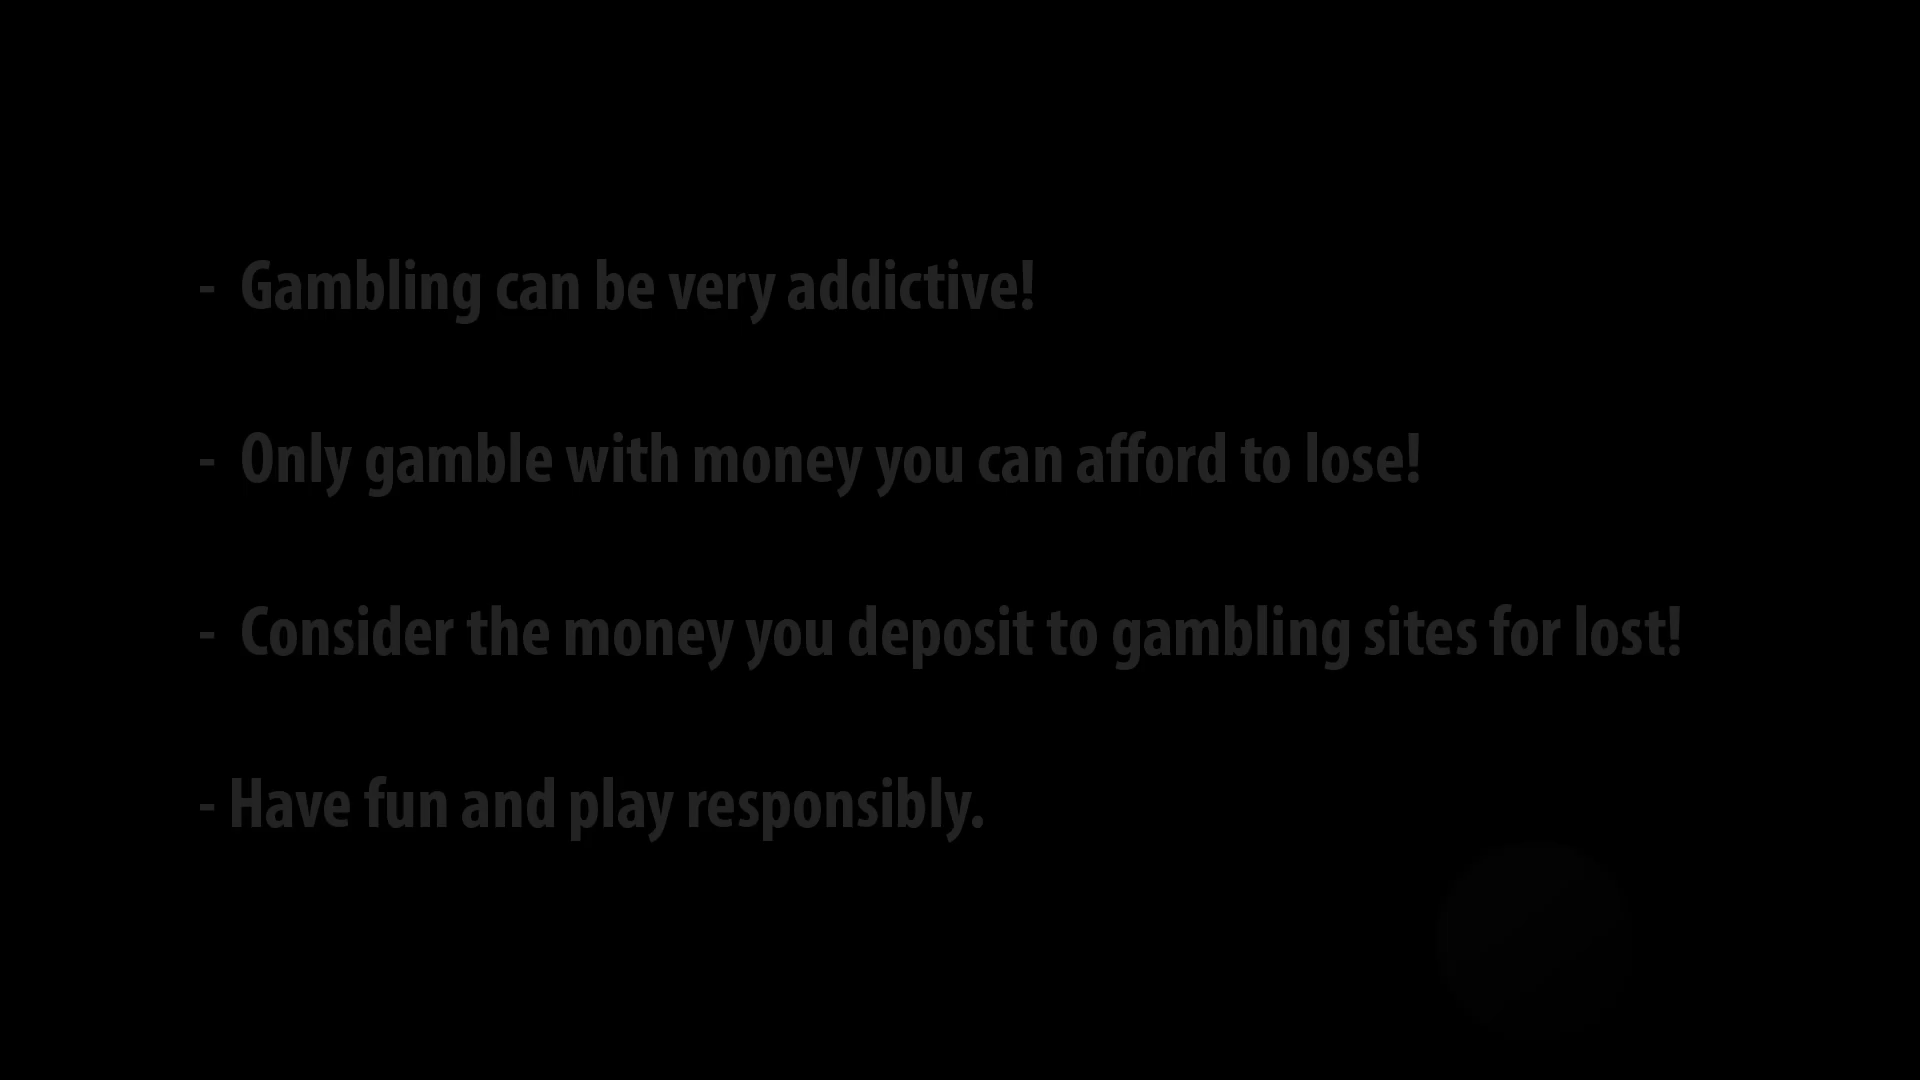 - Gambling can be very addictive!
- Only gamble with money you can afford to lose!
- Consider the money you deposit to gambling sites for lost!
- Have fun and play responsibly.